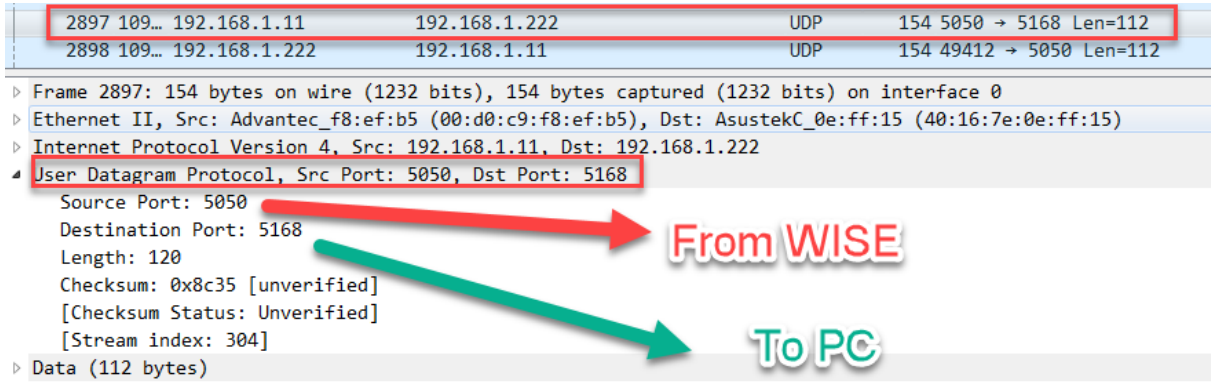 2897 109… 192.168.1.11 192.168.1.222 UDP 154 5050 → 5168 Len=112
2898 109… 192.168.1.222 192.168.1.11 UDP 154 49412 → 5050 Len=112
Frame 2897: 154 bytes on wire (1232 bits), 154 bytes captured (1232 bits) on interface 0
Ethernet II, Src: Advantec_f8:ef:b5 (00:d0:c9:f8:ef:b5), Dst: AsustekC_0e:ff:15 (40:16:7e:0e:ff:15)
Internet Protocol Version 4, Src: 192.168.1.11, Dst: 192.168.1.222
User Datagram Protocol, Src Port: 5050, Dst Port: 5168
Source Port: 5050
Destination Port: 5168
From WISE
Length: 120
Checksum: 0x8c35 [unverified]
[Checksum Status: Unverified]
[Stream index: 304]
To PC
Data (112 bytes)